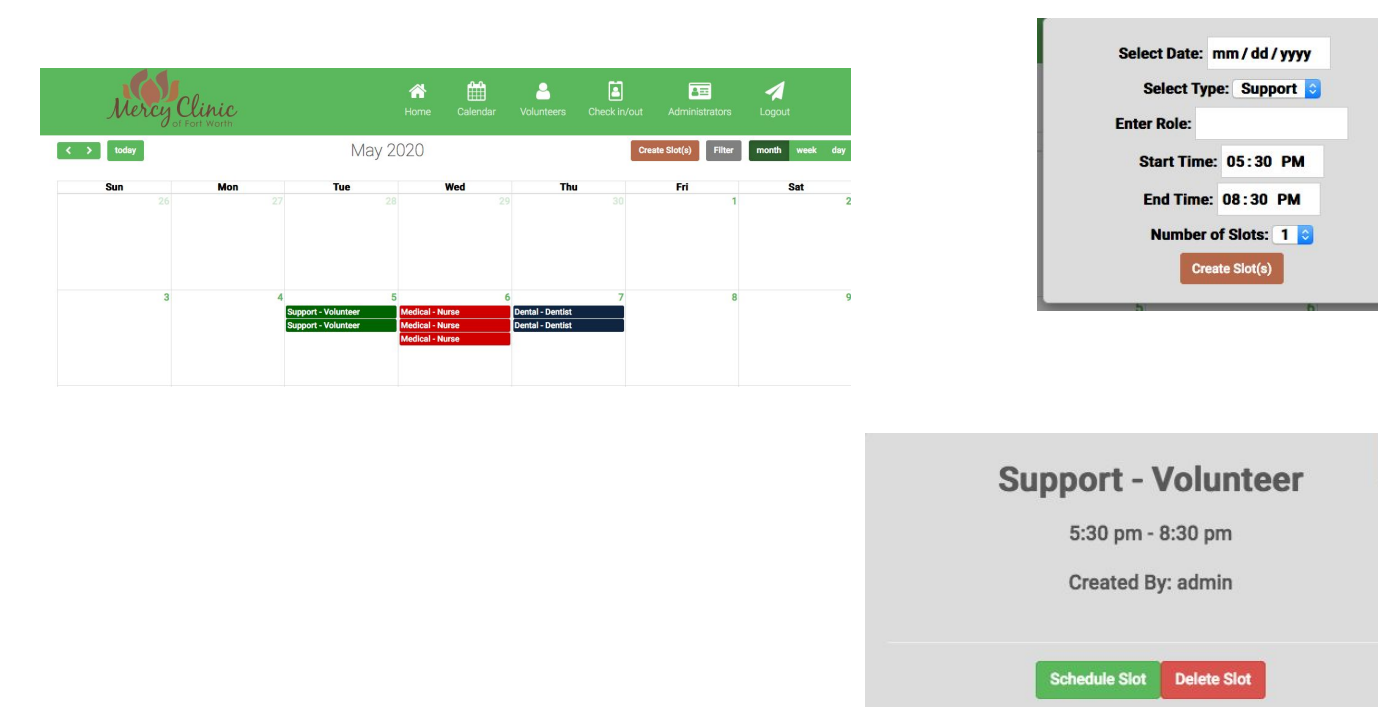 Mercy Clinic
of Fort Worth
Home Calendar Volunteers Check in/out Administrators Logout
today May 2020 Create Slot(s) Filter month week day
Sun Mon Tue Wed Thu Fri Sat
26 27 28 29 30 1 2
3 4 5 6 7 8 9
Support - Volunteer Medical - Nurse Dental - Dentist
Support - Volunteer Medical - Nurse Dental - Dentist
Medical - Nurse
Select Date: mm / dd / yyyy
Select Type: Support
Enter Role:
Start Time: 05:30 PM
End Time: 08:30 PM
Number of Slots: 1
Create Slot(s)
5 6
Support - Volunteer
5:30 pm - 8:30 pm
Created By: admin
Schedule Slot Delete Slot